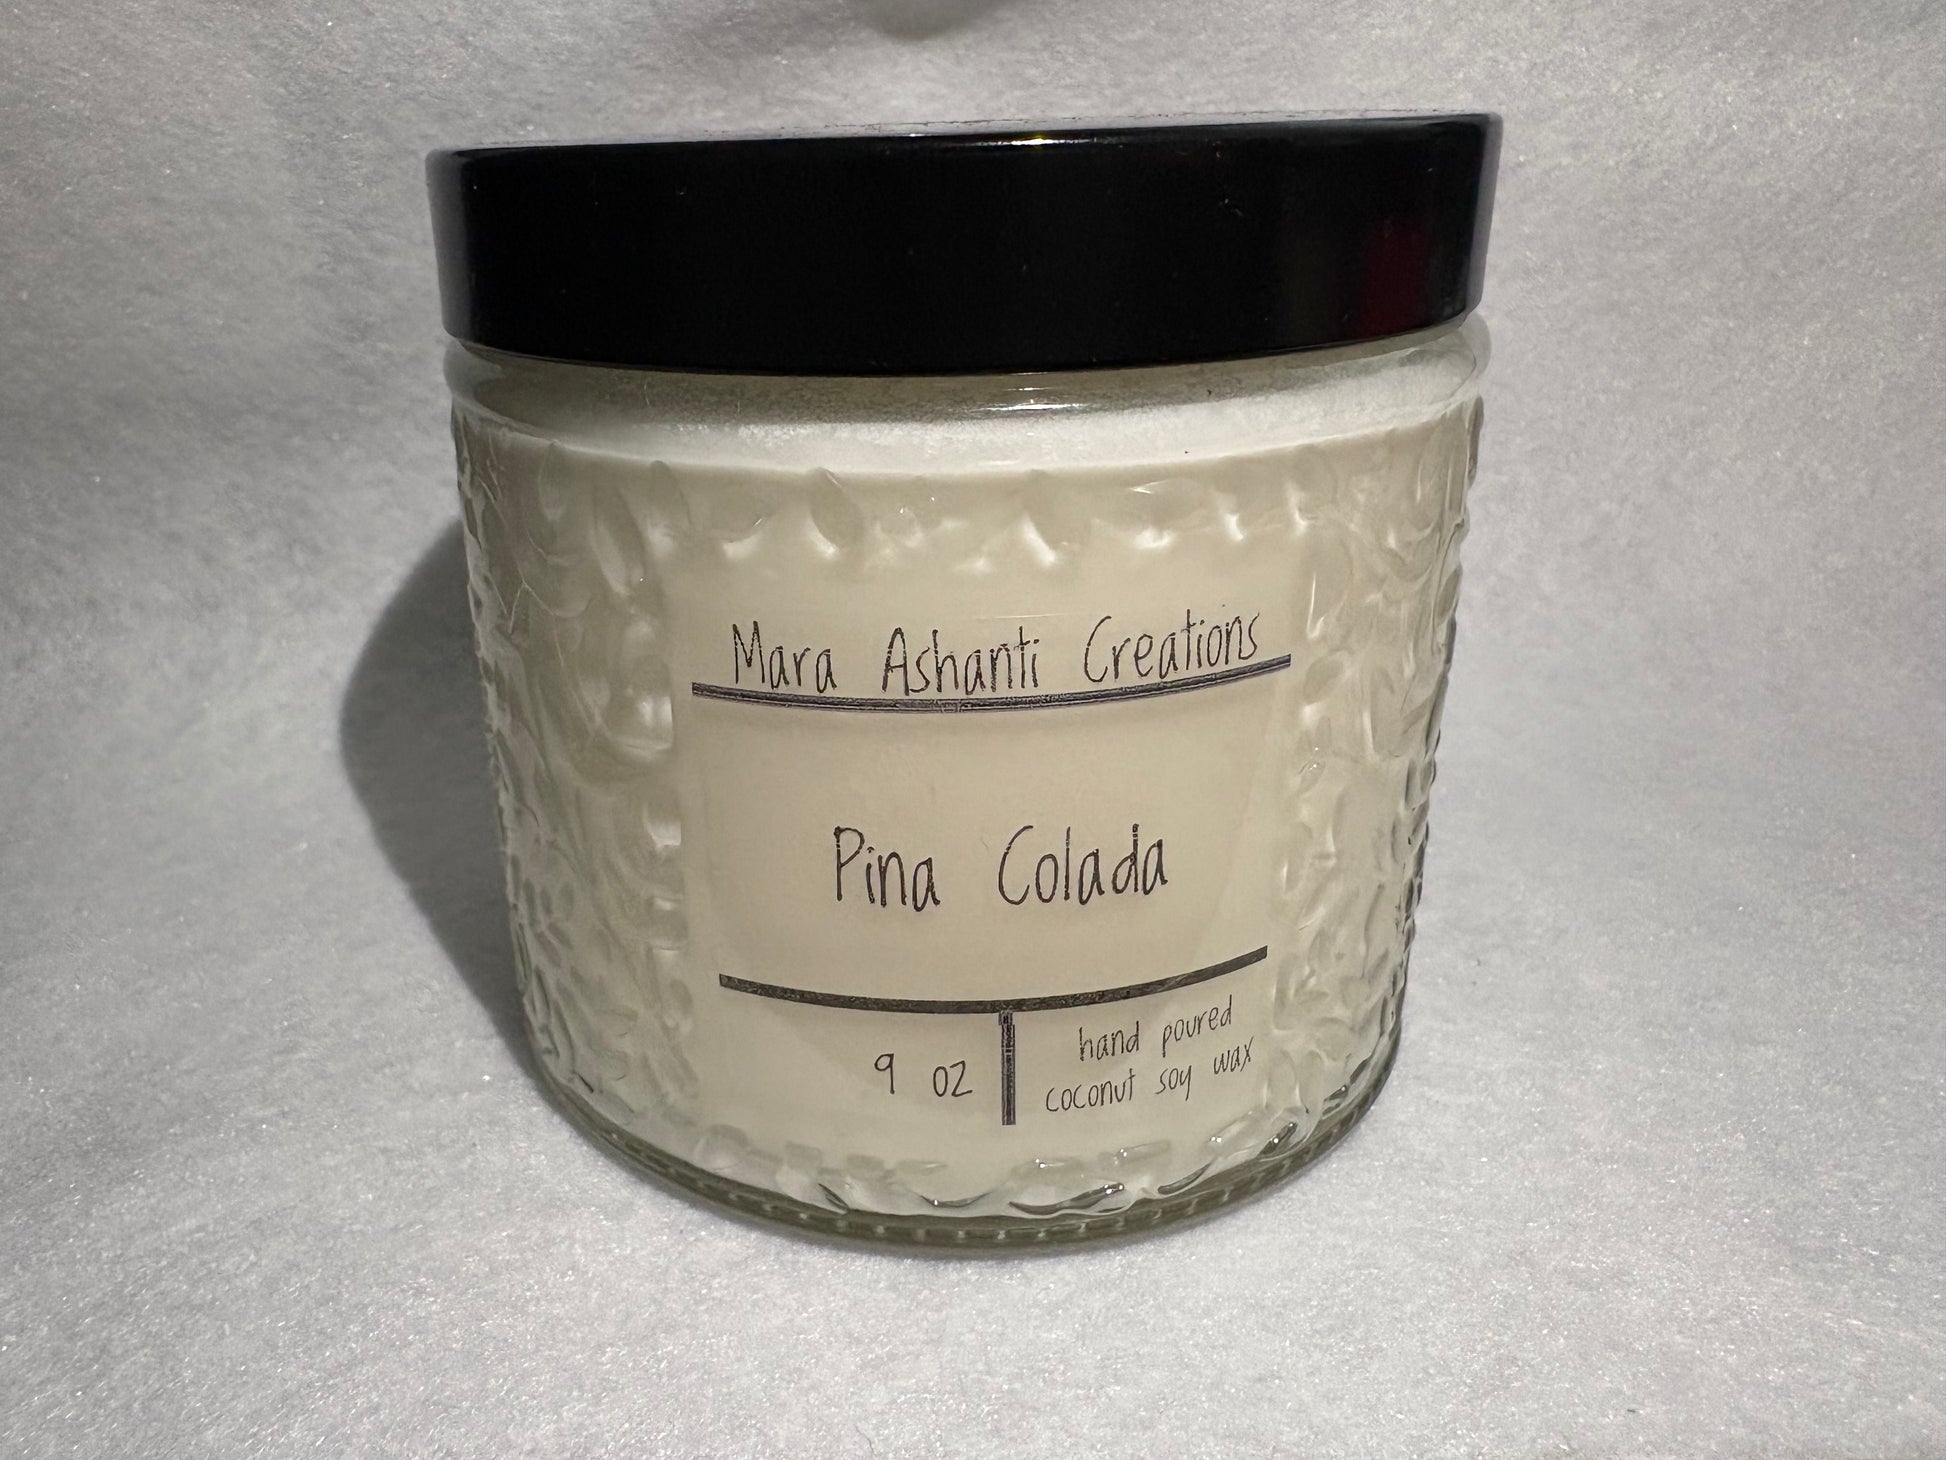 Mara Ashanti Creations
Pina Colada
9 oz
hand poured
coconut soy wax